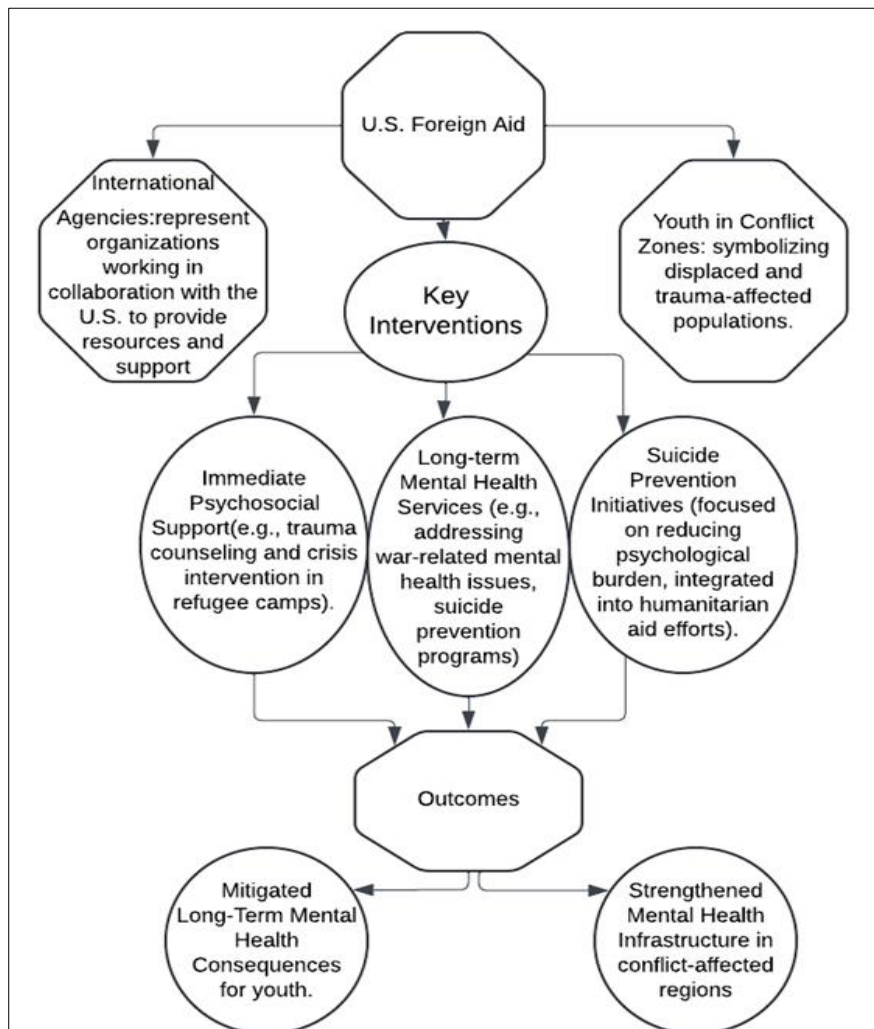 U.S. Foreign Aid
International
Agencies:represent
organizations
working in
collaboration with the
U.S. to provide
resources and
support
Youth in Conflict
Zones: symbolizing
displaced and
trauma-affected
populations.
Key
Interventions
Immediate
Psychosocial
Support(e.g., trauma
counseling and crisis
intervention in
refugee camps).
Long-term
Mental Health
Services (e.g.,
addressing
war-related mental
health issues,
suicide
prevention
programs)
Suicide
Prevention
Initiatives (focused
on reducing
psychological
burden, integrated
into humanitarian
aid efforts).
Outcomes
Mitigated
Long-Term Mental
Health
Consequences
for youth.
Strengthened
Mental Health
Infrastructure in
conflict-affected
regions